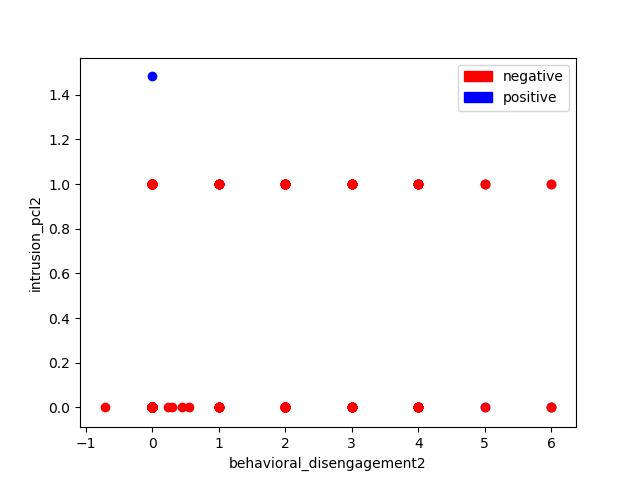 negative
positive
1.4
1.2
1.0
0.8
0.6
0.4
0.2
0.0
intrusion_pcl2
−1 0 1 2 3 4 5 6
behavioral_disengagement2